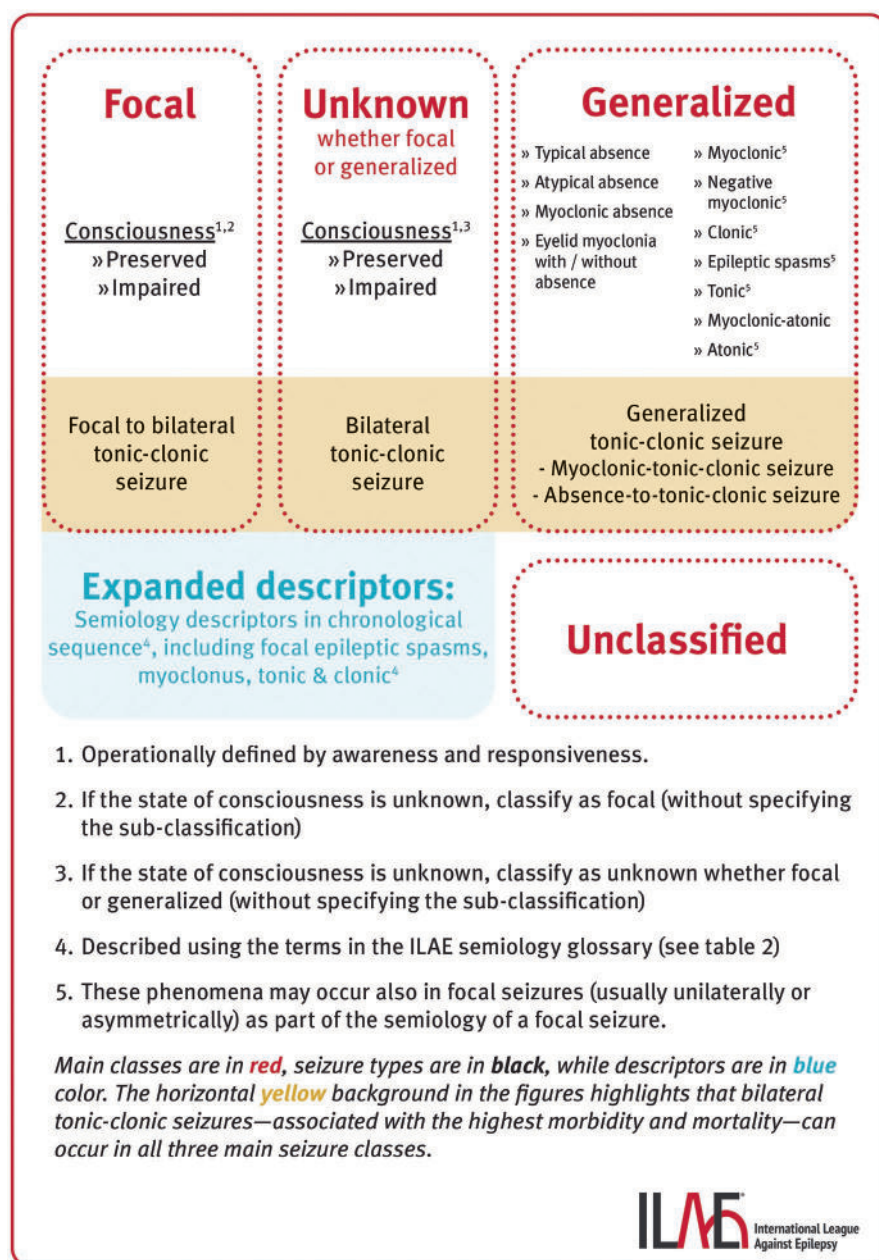 Focal
Consciousness1,2
» Preserved
» Impaired
Focal to bilateral
tonic-clonic
seizure
Unknown
whether focal
or generalized
Consciousness1,3
» Preserved
» Impaired
Bilateral
tonic-clonic
seizure
Generalized
» Typical absence
» Atypical absence
» Myoclonic absence
» Eyelid myoclonia
with / without
absence
» Myoclonic5
» Negative
myoclonic5
» Clonic5
» Epileptic spasms5
» Tonic5
» Myoclonic-atonic
» Atonic5
Generalized
tonic-clonic seizure
- Myoclonic-tonic-clonic seizure
- Absence-to-tonic-clonic seizure
Expanded descriptors:
Semiology descriptors in chronological
sequence4, including focal epileptic spasms,
myoclonus, tonic & clonic4
Unclassified
1. Operationally defined by awareness and responsiveness.
2. If the state of consciousness is unknown, classify as focal (without specifying
the sub-classification)
3. If the state of consciousness is unknown, classify as unknown whether focal
or generalized (without specifying the sub-classification)
4. Described using the terms in the ILAE semiology glossary (see table 2)
5. These phenomena may occur also in focal seizures (usually unilaterally or
asymmetrically) as part of the semiology of a focal seizure.
Main classes are in red, seizure types are in black, while descriptors are in blue
color. The horizontal yellow background in the figures highlights that bilateral
tonic-clonic seizures—associated with the highest morbidity and mortality—can
occur in all three main seizure classes.
ILAE
International League
Against Epilepsy